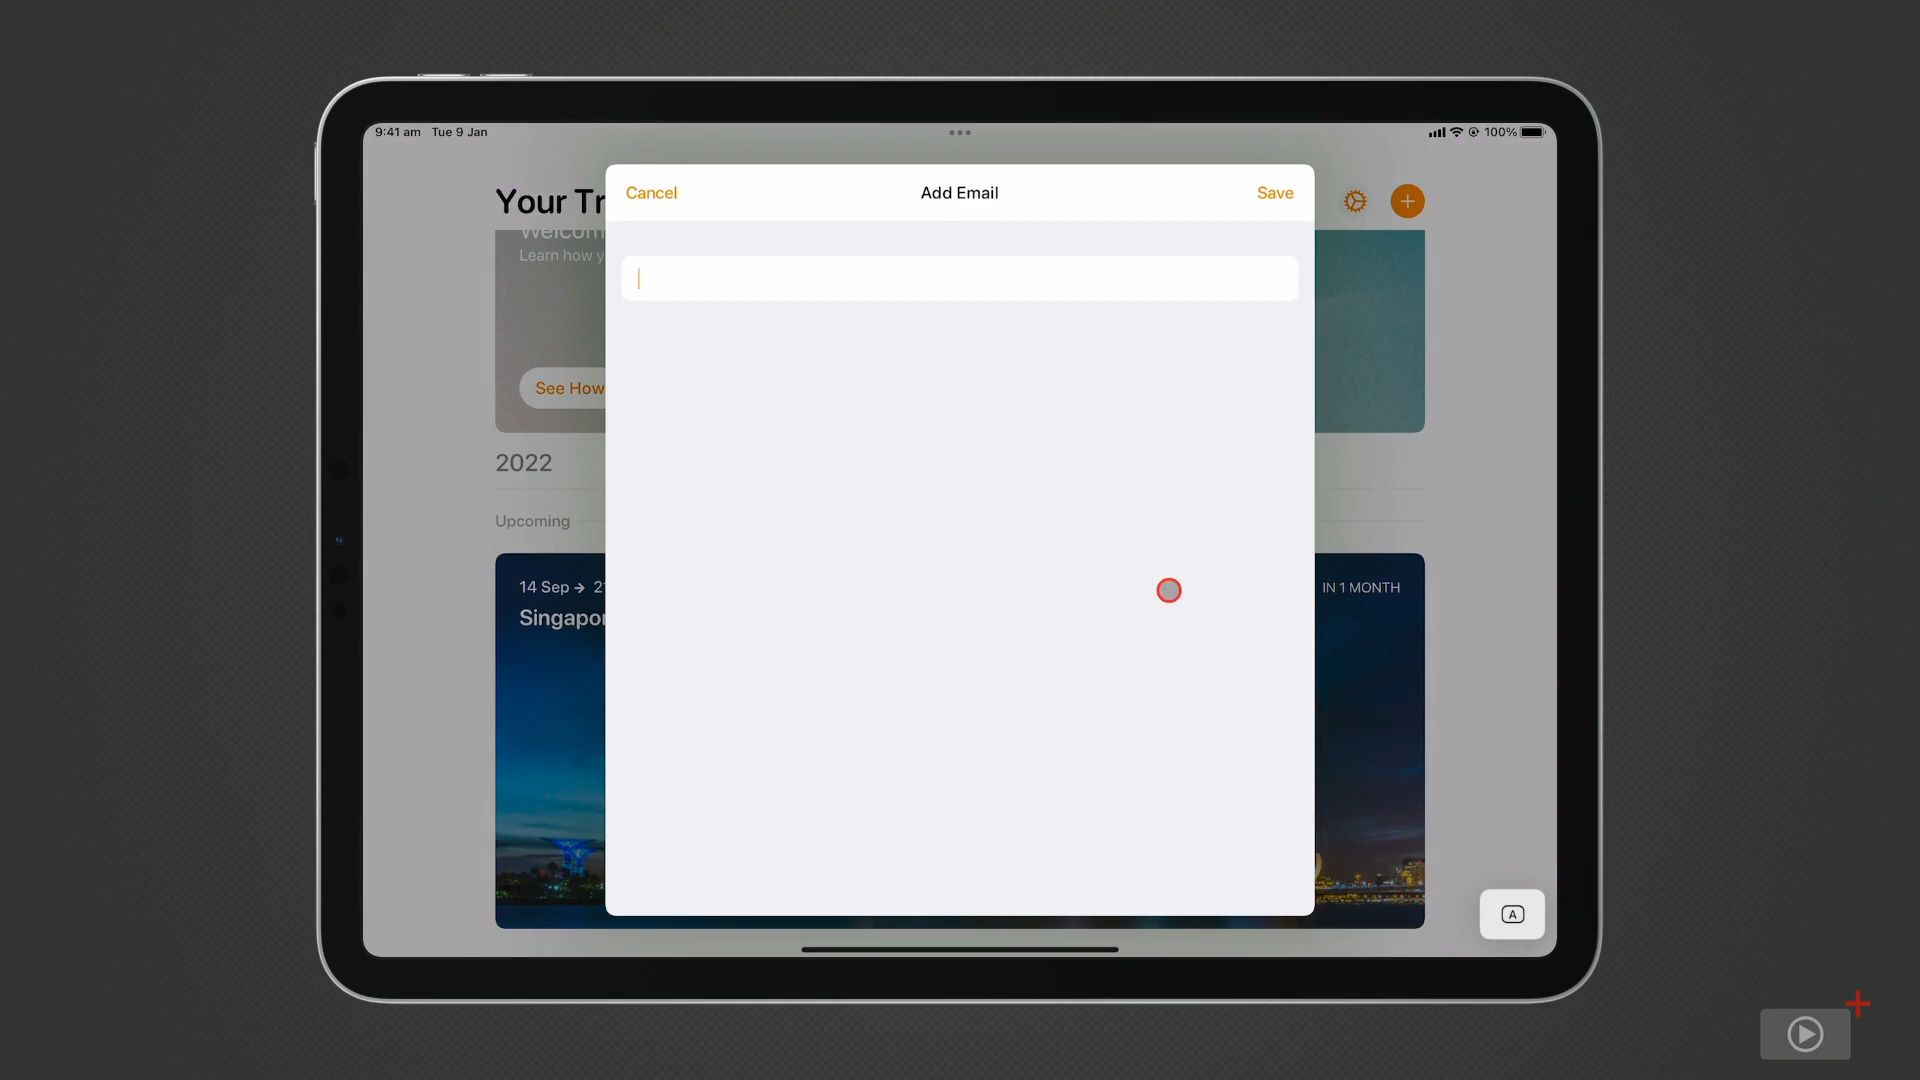 9:41 am Tue 9 Jan
100%
Your Tr
Cancel
Add Email
Save
Welcom
Learn how y
See How
2022
Upcoming
14 Sep → 2
IN 1 MONTH
Singapor
A